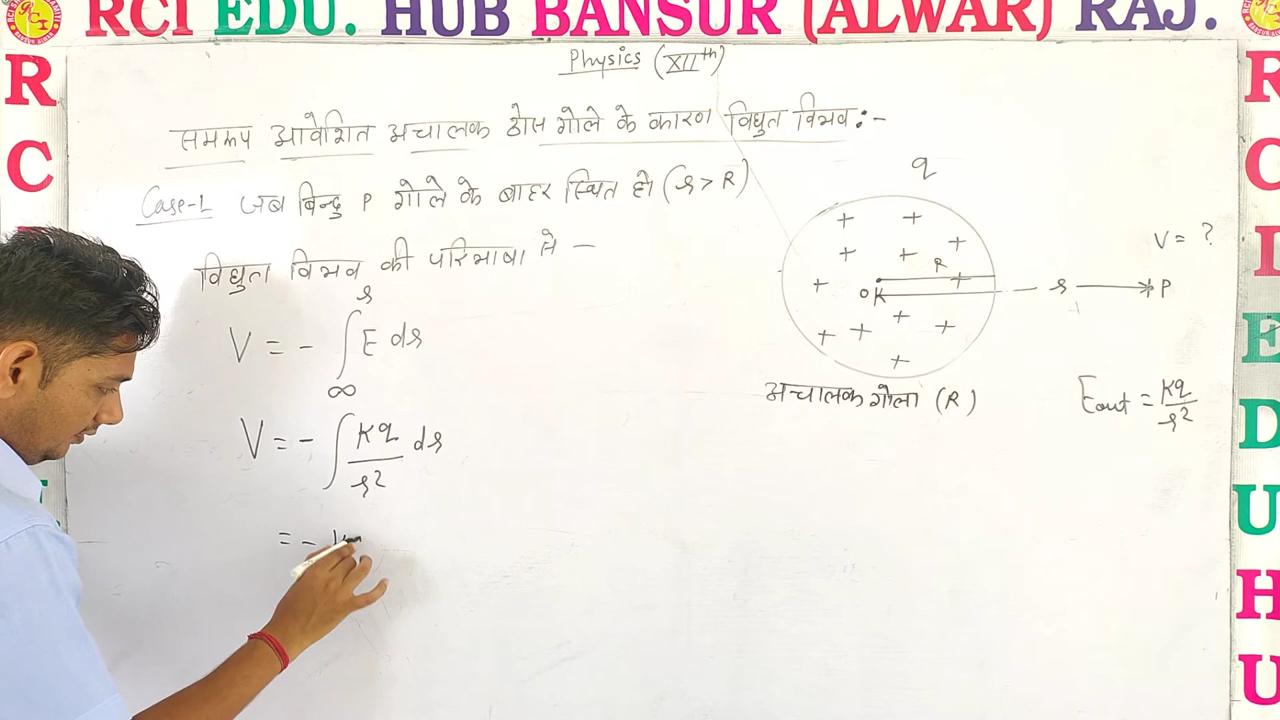 RCI EDU. HUB BANSUR (ALWAR) RAJ.
Physics (XIIth)
समरूप आवेशित अचालक ठोस गोले के कारण विधुत विभव :-
Case-1 जब बिन्दु P गोले के बाहर स्थित हो (r > R)
विधुत विभव की परिभाषा से -
V = - ∫ E dr
r
∞
V = - ∫ Kq/r² dr
= - K
q
+ + + + + + + + + + + +
R
O K
r
P
V = ?
अचालक गोला (R)
Eout = Kq/r²
R
C
I
E
D
U
H
U
R
C